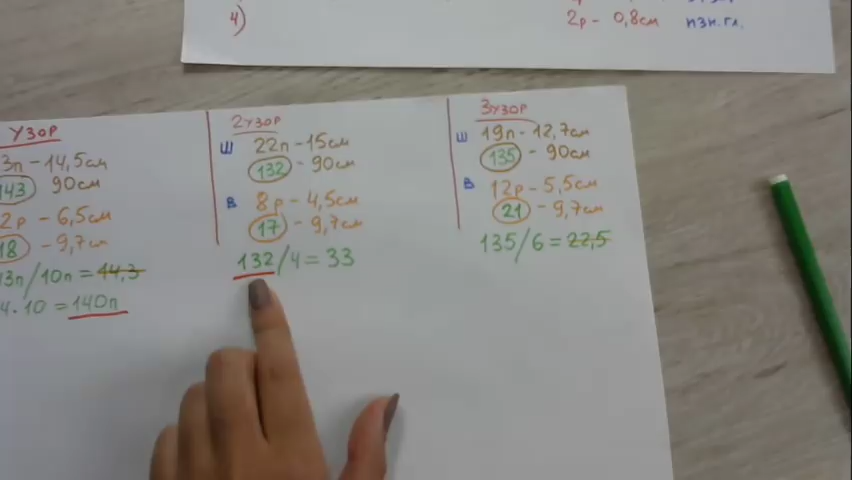 4)
2р - 0,8см изн.гл.
УЗОР
3п - 14,5см
143 90см
2р - 6,5см
18 - 9,7см
3п/10п = 14,3
4·10 = 140п
2УЗОР
Ш 22п - 15см
132 - 90см
В 8р - 4,5см
17 - 9,7см
132/4 = 33
3УЗОР
Ш 19п - 12,7см
135 - 90см
В 12р - 5,5см
21 - 9,7см
135/6 = 22,5